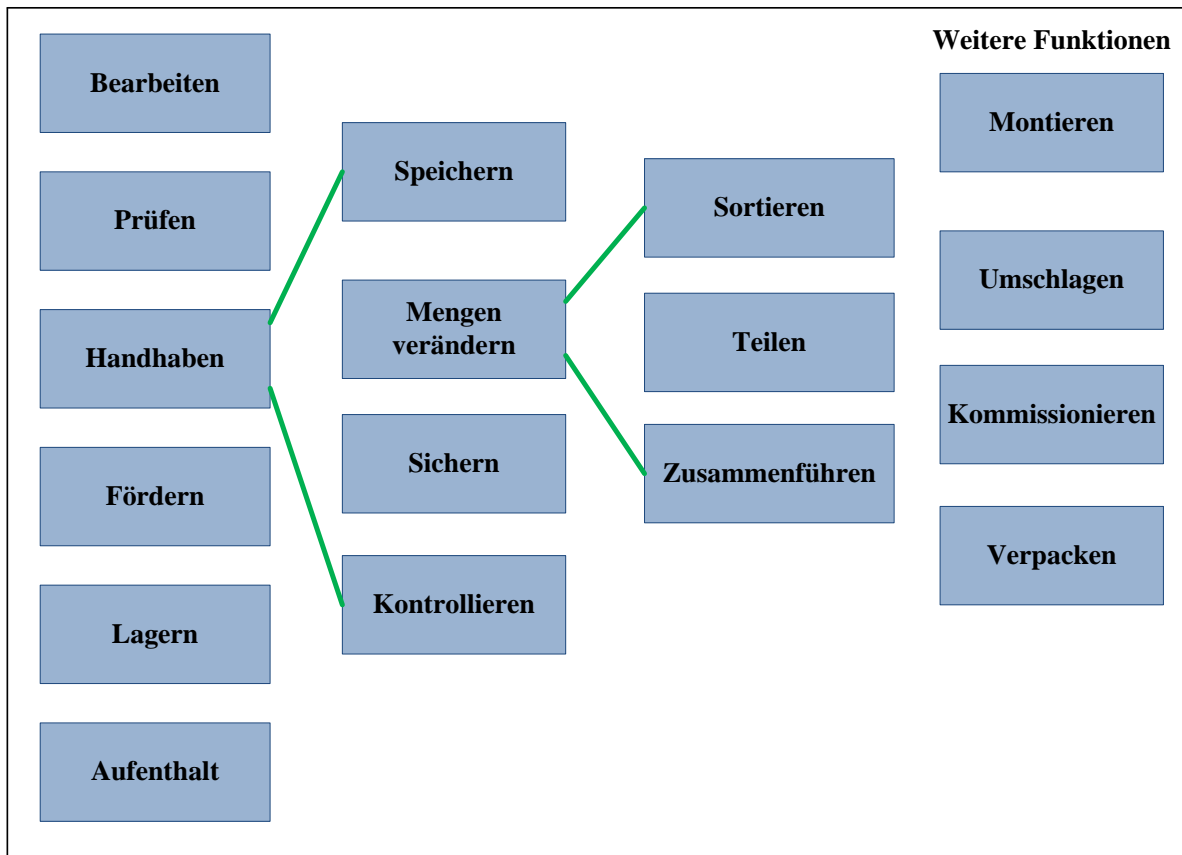 Bearbeiten
Prüfen
Handhaben
Fördern
Lagern
Aufenthalt
Speichern
Mengen
verändern
Sichern
Kontrollieren
Sortieren
Teilen
Zusammenführen
Weitere Funktionen
Montieren
Umschlagen
Kommissionieren
Verpacken